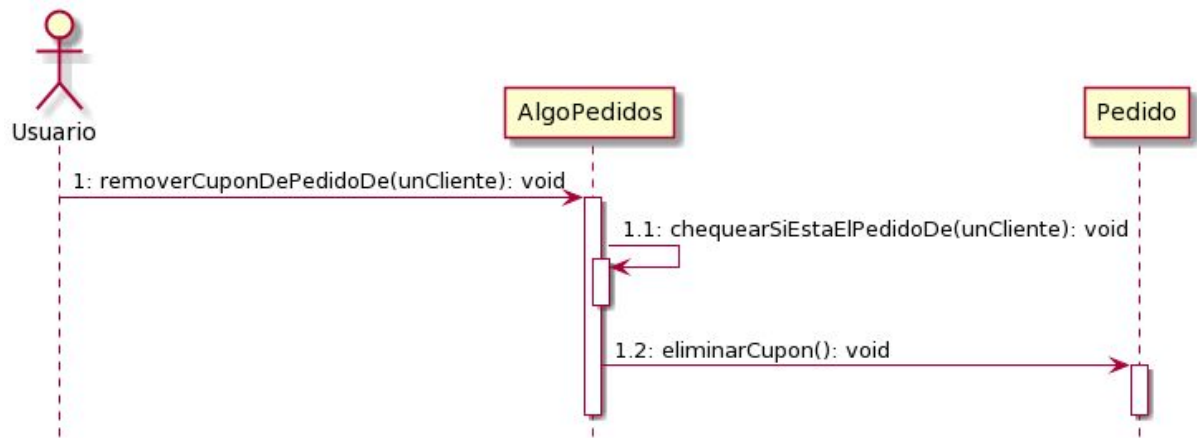 Usuario
AlgoPedidos
Pedido
1: removerCuponDePedidoDe(unCliente): void
1.1: chequearSiEstaElPedidoDe(unCliente): void
1.2: eliminarCupon(): void